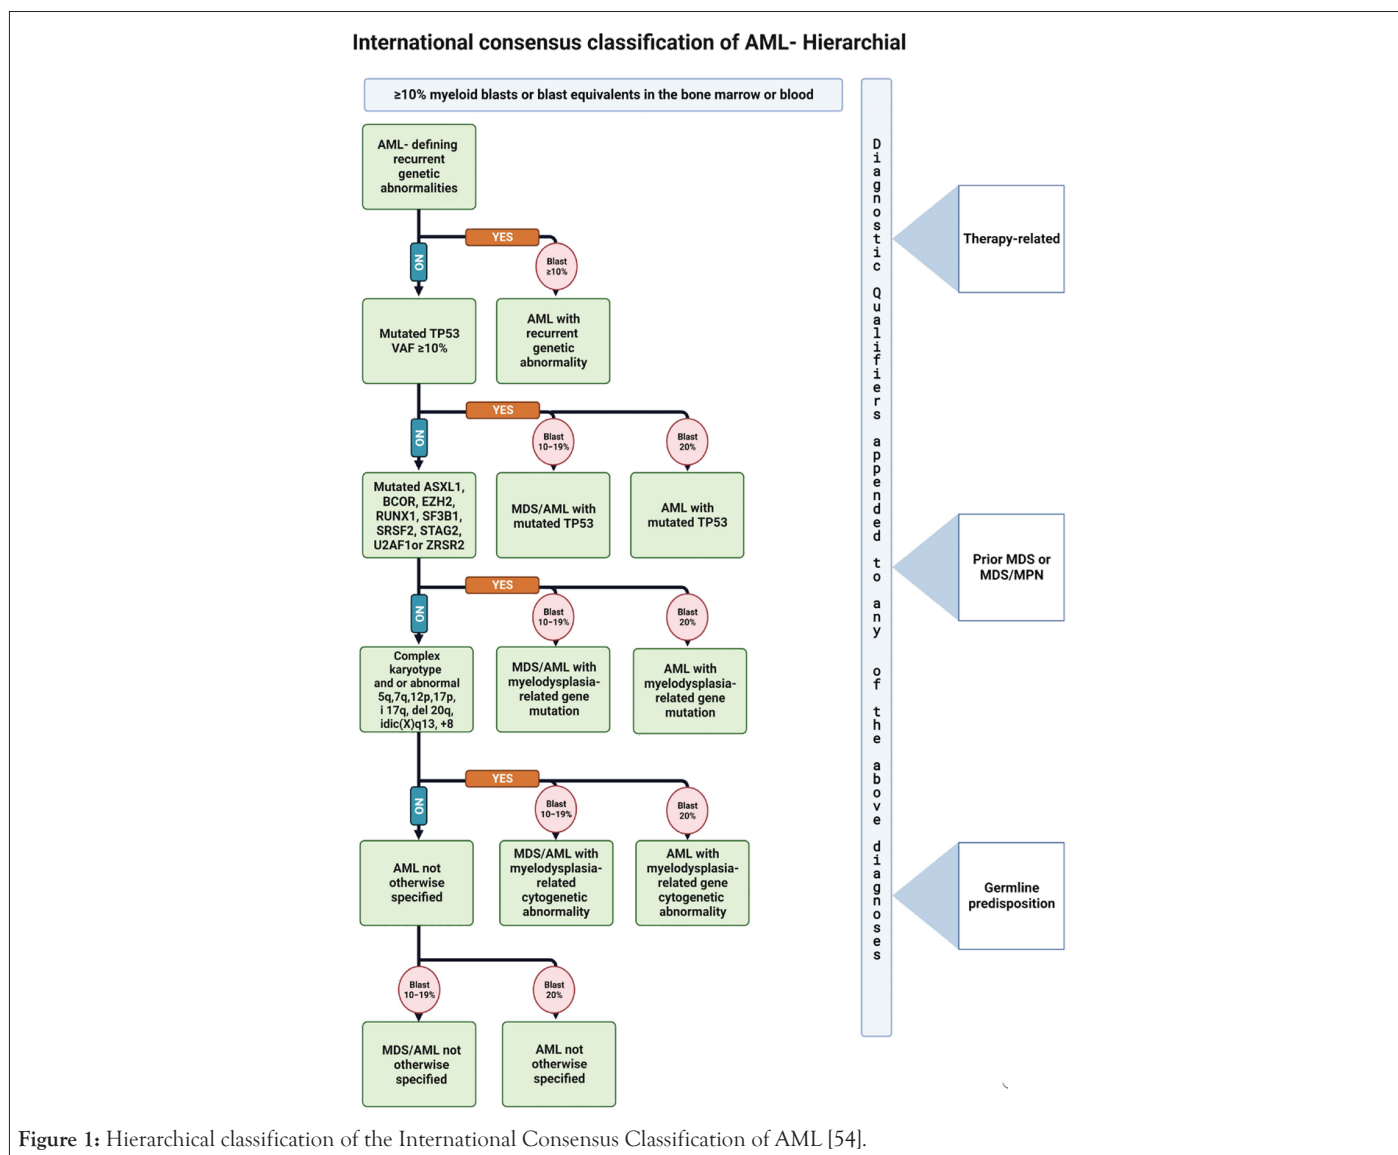 International consensus classification of AML- Hierarchial
≥10% myeloid blasts or blast equivalents in the bone marrow or blood
AML- defining
recurrent
genetic
abnormalities
YES
NO
Blast
≥10%
Mutated TP53
VAF ≥10%
AML with
recurrent
genetic
abnormality
YES
NO
Blast
10–19%
Blast
20%
Mutated ASXL1,
BCOR, EZH2,
RUNX1, SF3B1,
SRSF2, STAG2,
U2AF1or ZRSR2
MDS/AML with
mutated TP53
AML with
mutated TP53
YES
NO
Blast
10–19%
Blast
20%
Complex
karyotype
and or abnormal
5q,7q,12p,17p,
i 17q, del 20q,
idic(X)q13, +8
MDS/AML with
myelodysplasia-
related gene
mutation
AML with
myelodysplasia-
related gene
mutation
YES
NO
Blast
10–19%
Blast
20%
AML not
otherwise
specified
MDS/AML with
myelodysplasia-
related
cytogenetic
abnormality
AML with
myelodysplasia-
related gene
cytogenetic
abnormality
Blast
10–19%
Blast
20%
MDS/AML not
otherwise
specified
AML not
otherwise
specified
Diagnostic Qualifiers appended to any of the above diagnoses
Therapy-related
Prior MDS or
MDS/MPN
Germline
predisposition
Figure 1: Hierarchical classification of the International Consensus Classification of AML [54].